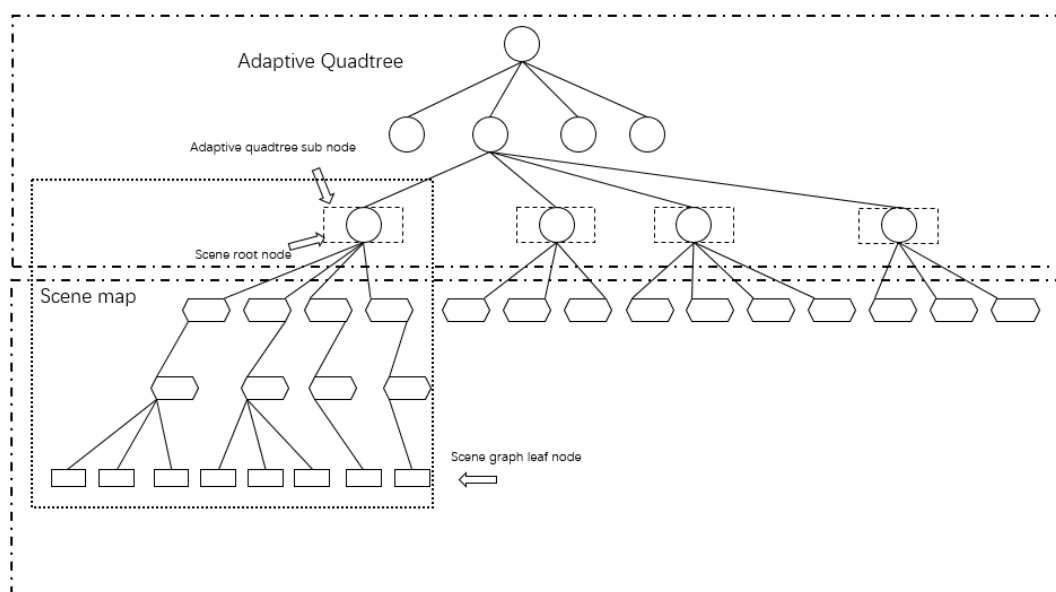 Adaptive Quadtree
Adaptive quadtree sub node
Scene root node
Scene map
Scene graph leaf node